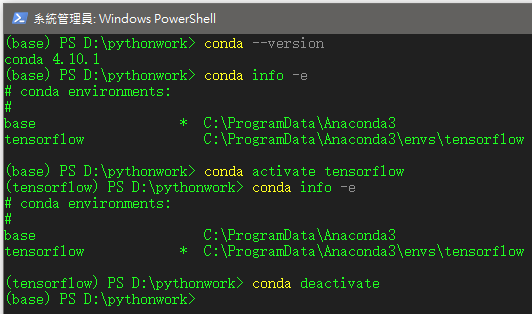 系統管理員: Windows PowerShell
(base) PS D:\pythonwork> conda --version
conda 4.10.1
(base) PS D:\pythonwork> conda info -e
# conda environments:
#
base                  *  C:\ProgramData\Anaconda3
tensorflow               C:\ProgramData\Anaconda3\envs\tensorflow
(base) PS D:\pythonwork> conda activate tensorflow
(tensorflow) PS D:\pythonwork> conda info -e
# conda environments:
#
base                     C:\ProgramData\Anaconda3
tensorflow            *  C:\ProgramData\Anaconda3\envs\tensorflow
(tensorflow) PS D:\pythonwork> conda deactivate
(base) PS D:\pythonwork>